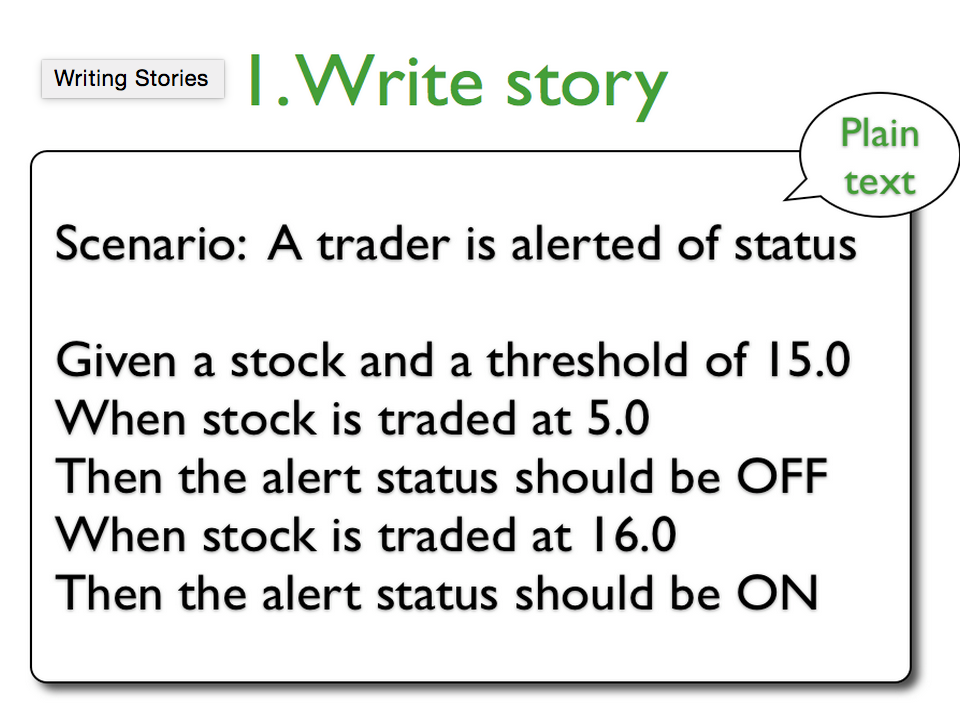 Writing Stories
1. Write story
Plain
text
Scenario: A trader is alerted of status
Given a stock and a threshold of 15.0
When stock is traded at 5.0
Then the alert status should be OFF
When stock is traded at 16.0
Then the alert status should be ON